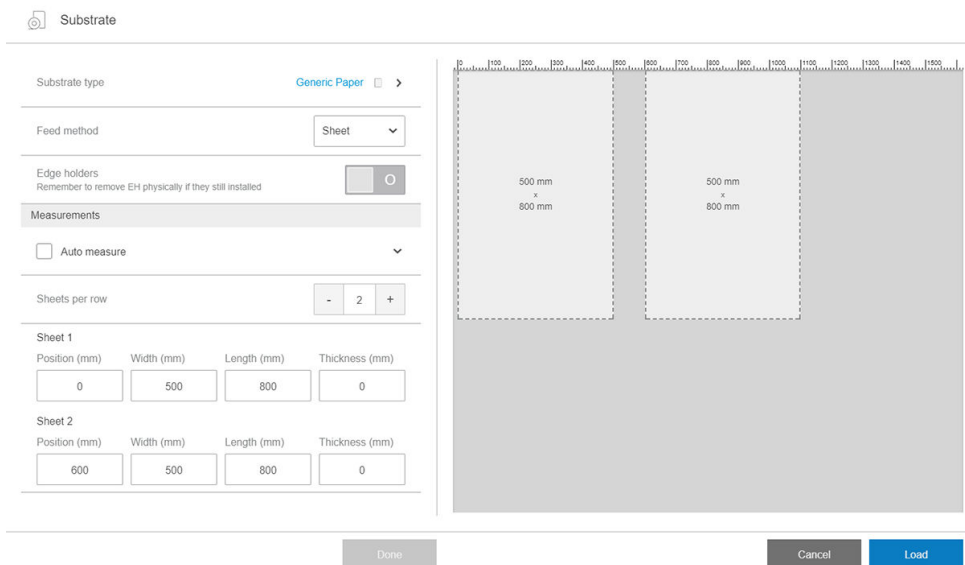 Substrate
Substrate type Generic Paper
Feed method Sheet
Edge holders
Remember to remove EH physically if they still installed
O
Measurements
Auto measure
Sheets per row - 2 +
Sheet 1
Position (mm) Width (mm) Length (mm) Thickness (mm)
0 500 800 0
Sheet 2
Position (mm) Width (mm) Length (mm) Thickness (mm)
600 500 800 0
0 100 200 300 400 500 600 700 800 900 1000 1100 1200 1300 1400 1500
500 mm
x
800 mm
500 mm
x
800 mm
Done Cancel Load